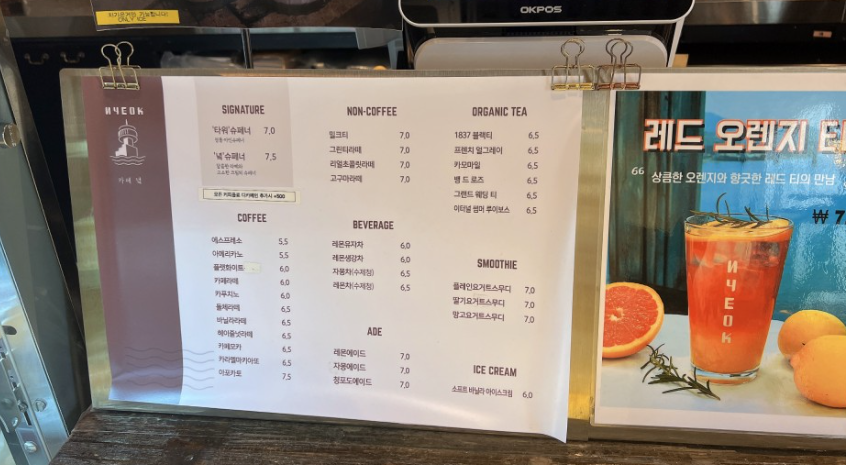 ONLY ICE
OKPOS
ИЧEOK
카페 녘
SIGNATURE
'타워'슈페너 7,0
'녘'슈페너 7,5
COFFEE
에스프레소 5,5
아메리카노 5,5
플랫화이트 6,0
카페라떼 6,0
카푸치노 6,0
돌체라떼 6,5
바닐라라떼 6,5
헤이즐넛라떼 6,5
카페모카 6,5
카라멜마키아또 6,5
아포카토 7,5
NON-COFFEE
밀크티 7,0
그린티라떼 7,0
리얼초콜릿라떼 7,0
고구마라떼 7,0
BEVERAGE
레몬유자차 6,0
레몬생강차 6,0
자몽차(수제청) 6,5
레몬차(수제청) 6,5
ADE
레몬에이드 7,0
자몽에이드 7,0
청포도에이드 7,0
ORGANIC TEA
1837 블랙티 6,5
프렌치 얼그레이 6,5
카모마일 6,5
뱅 드 로즈 6,5
그랜드 웨딩 티 6,5
이터널 썸머 루이보스 6,5
SMOOTHIE
플레인요거트스무디 7,0
딸기요거트스무디 7,0
망고요거트스무디 7,0
ICE CREAM
소프트 바닐라 아이스크림 6,0
레드 오렌지 티
“ 상큼한 오렌지와 향긋한 레드 티의 만남
₩ 7
ИЧEOK